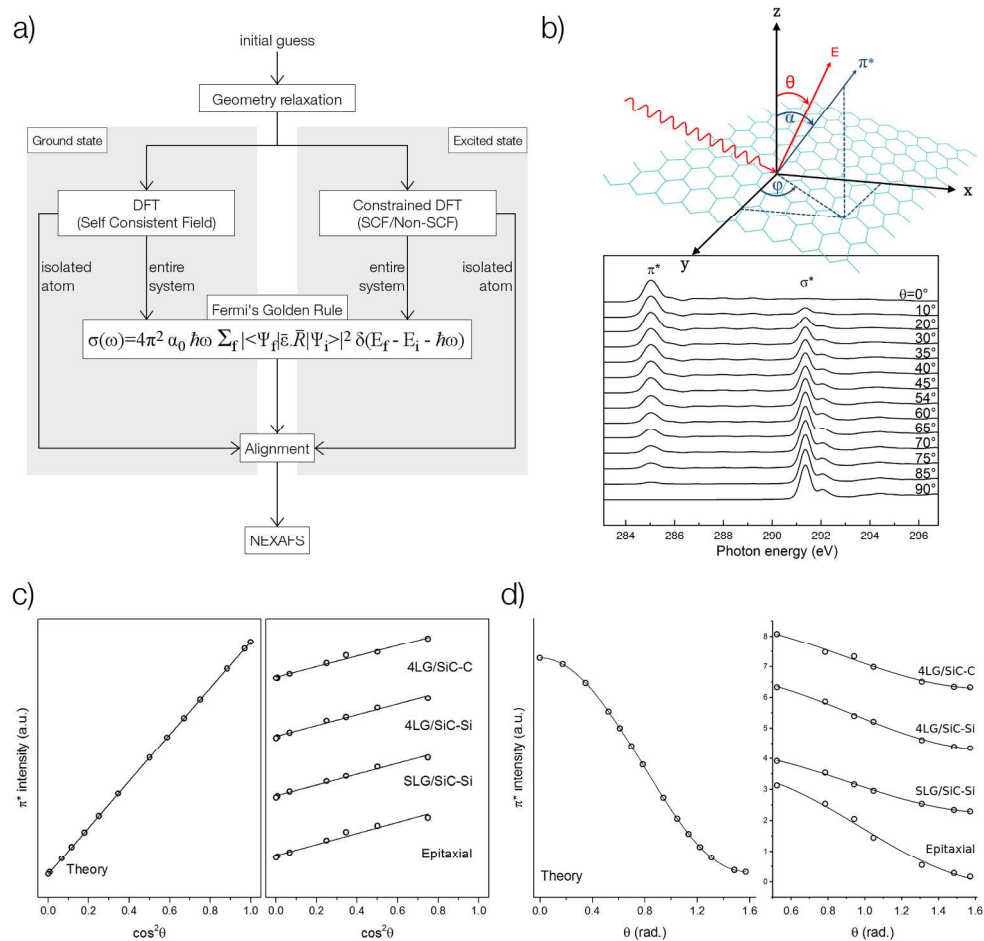 a)
initial guess
Geometry relaxation
Ground state
Excited state
DFT
(Self Consistent Field)
Constrained DFT
(SCF/Non-SCF)
isolated
atom
entire
system
entire
system
isolated
atom
Fermi's Golden Rule
σ(ω)=4π² α₀ ħω Σ_f |<Ψ_f|ε̄.R̄|Ψ_i>|² δ(E_f - E_i - ħω)
Alignment
NEXAFS
b)
z
E
π*
θ
α
φ
x
y
π*
σ*
θ=0°
10°
20°
30°
35°
40°
45°
54°
60°
65°
70°
75°
85°
90°
284 286 288 290 292 294 296
Photon energy (eV)
c)
π* intensity (a.u.)
Theory
0.0 0.2 0.4 0.6 0.8 1.0
cos²θ
4LG/SiC-C
4LG/SiC-Si
SLG/SiC-Si
Epitaxial
0.0 0.2 0.4 0.6 0.8 1.0
cos²θ
d)
π* intensity (a.u.)
Theory
0.0 0.4 0.8 1.2 1.6
θ (rad.)
8
7
6
5
4
3
2
1
0
4LG/SiC-C
4LG/SiC-Si
SLG/SiC-Si
Epitaxial
0.6 0.8 1.0 1.2 1.4 1.6
θ (rad.)